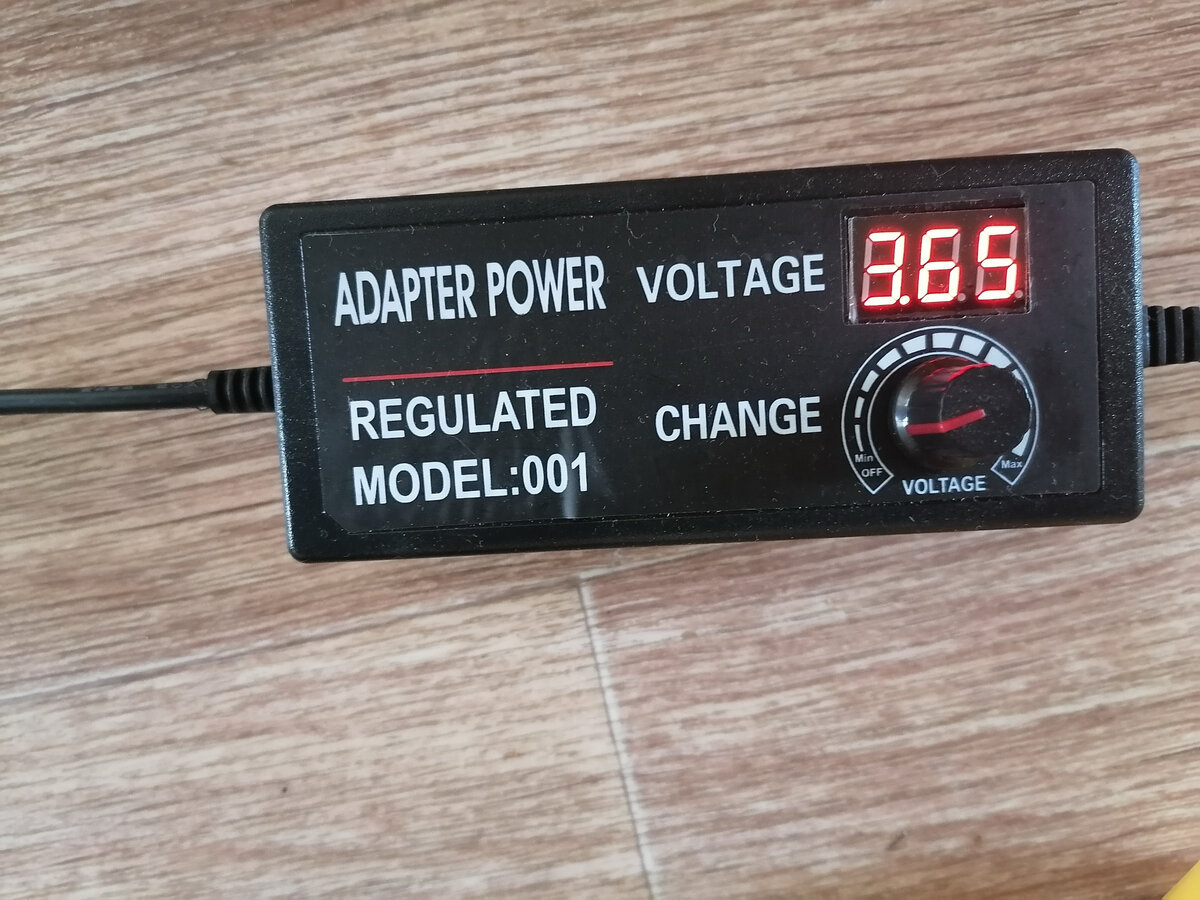 ADAPTER POWER
REGULATED
MODEL:001
VOLTAGE
3.65
CHANGE
Min
OFF
Max
VOLTAGE